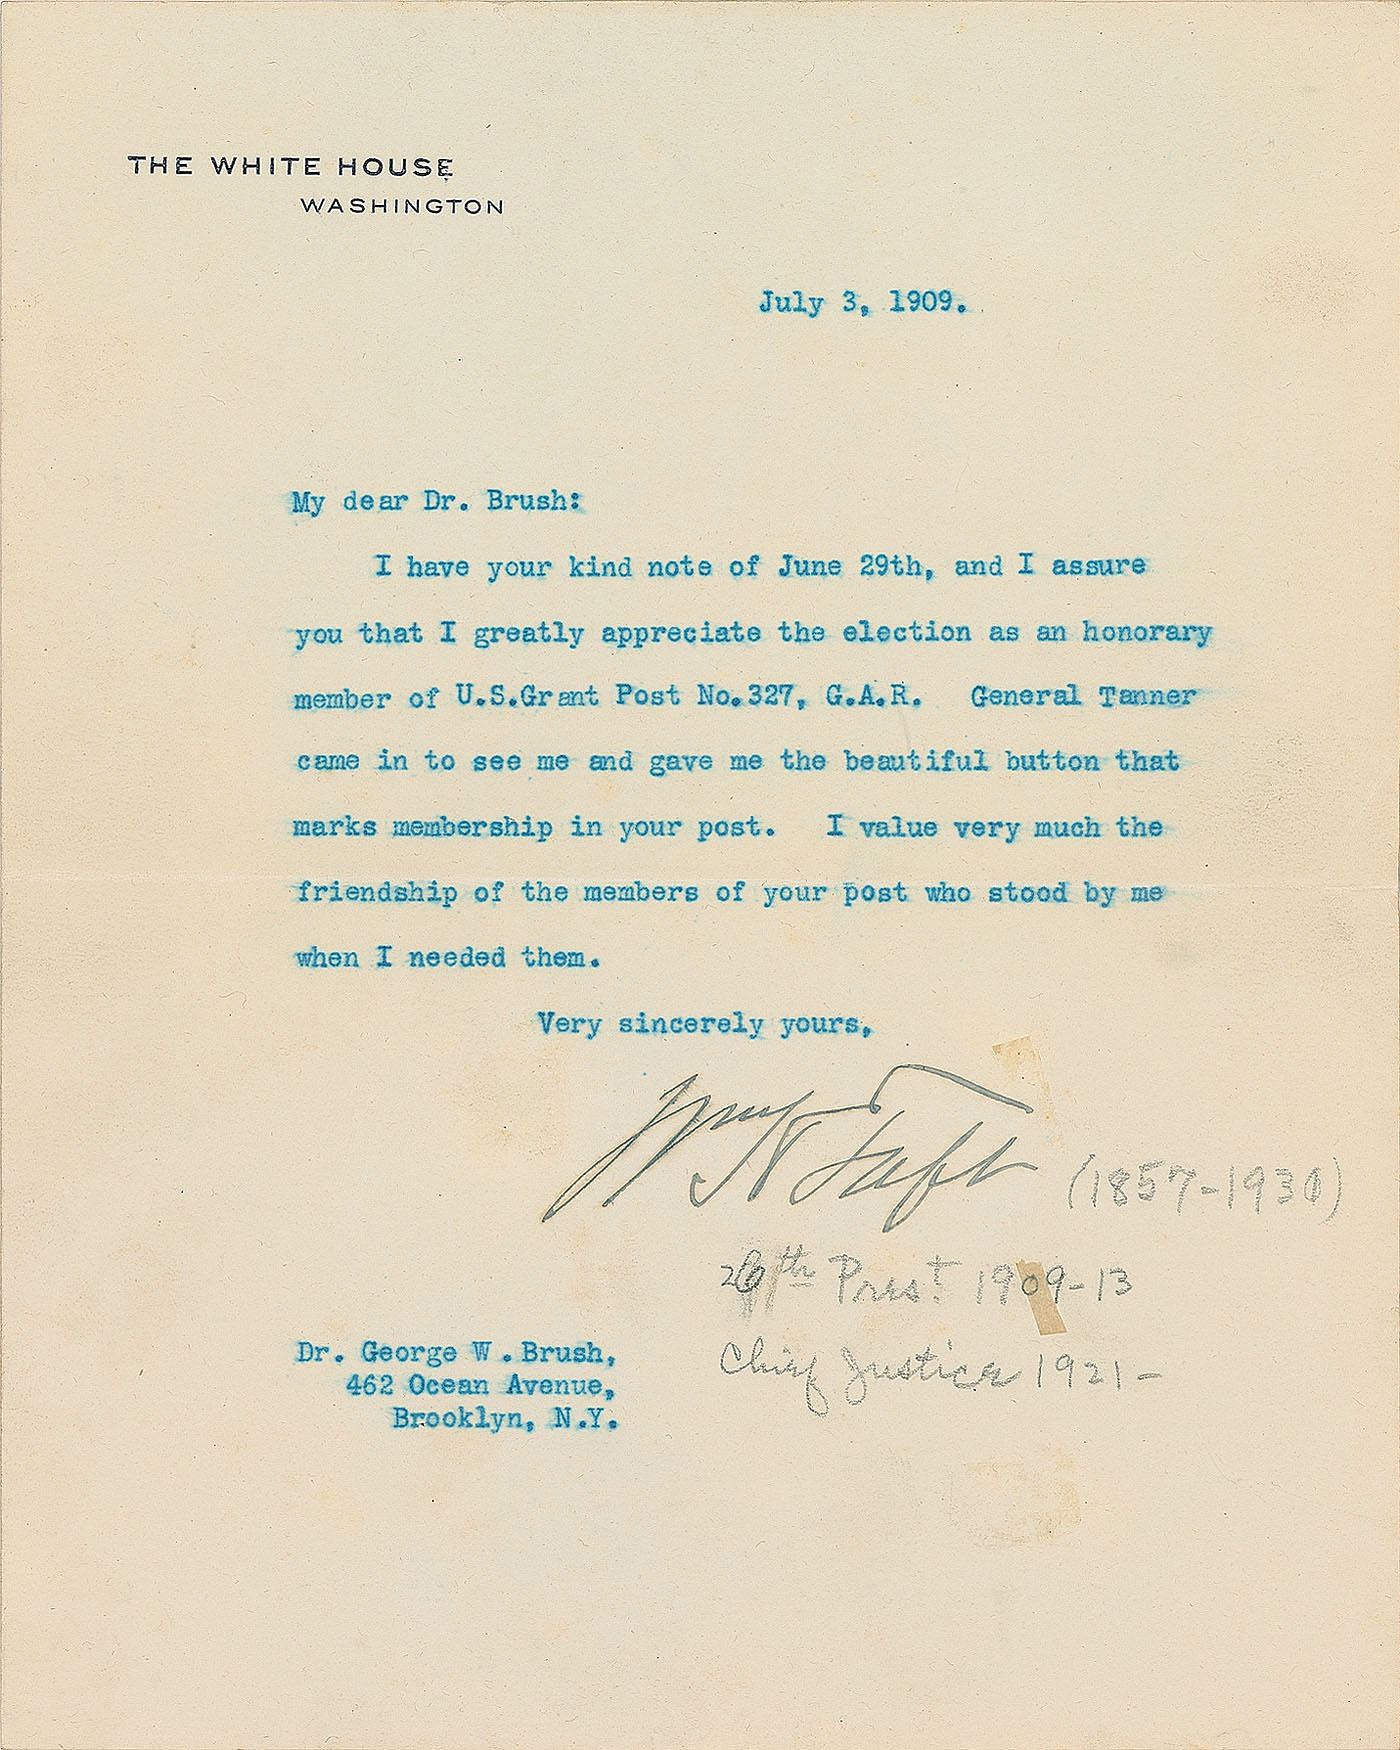 THE WHITE HOUSE
WASHINGTON
July 3, 1909.
My dear Dr. Brush:
I have your kind note of June 29th, and I assure
you that I greatly appreciate the election as an honorary
member of U.S.Grant Post No.327, G.A.R. General Tanner
came in to see me and gave me the beautiful button that
marks membership in your post. I value very much the
friendship of the members of your post who stood by me
when I needed them.
Very sincerely yours,
Wm H Taft (1857-1930)
26th Prest. 1909-13
Chief Justice 1921-
Dr. George W. Brush,
462 Ocean Avenue,
Brooklyn, N.Y.